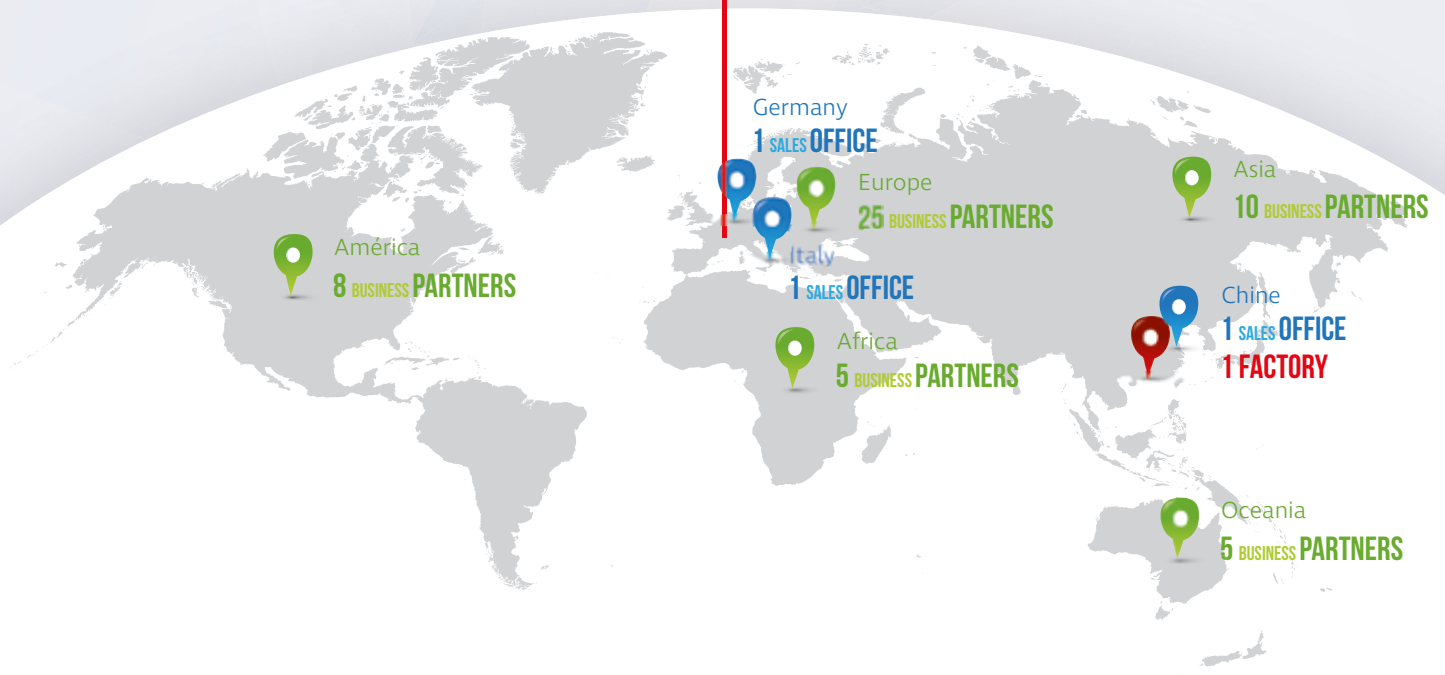 Germany
1 SALES OFFICE
Europe
25 BUSINESS PARTNERS
Asia
10 BUSINESS PARTNERS
América
8 BUSINESS PARTNERS
Italy
1 SALES OFFICE
Chine
1 SALES OFFICE
1 FACTORY
Africa
5 BUSINESS PARTNERS
Oceania
5 BUSINESS PARTNERS